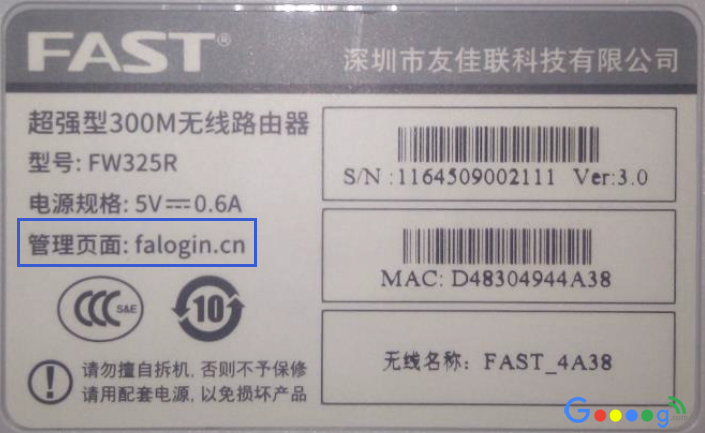 FAST®
深圳市友佳联科技有限公司
超强型300M无线路由器
型号: FW325R
电源规格: 5V⎓0.6A
管理页面: falogin.cn
CCC S&E
10
请勿擅自拆机, 否则不予保修
请用配套电源, 以免损坏产品
S/N :1164509002111 Ver:3.0
MAC: D48304944A38
无线名称: FAST_4A38
Goooog